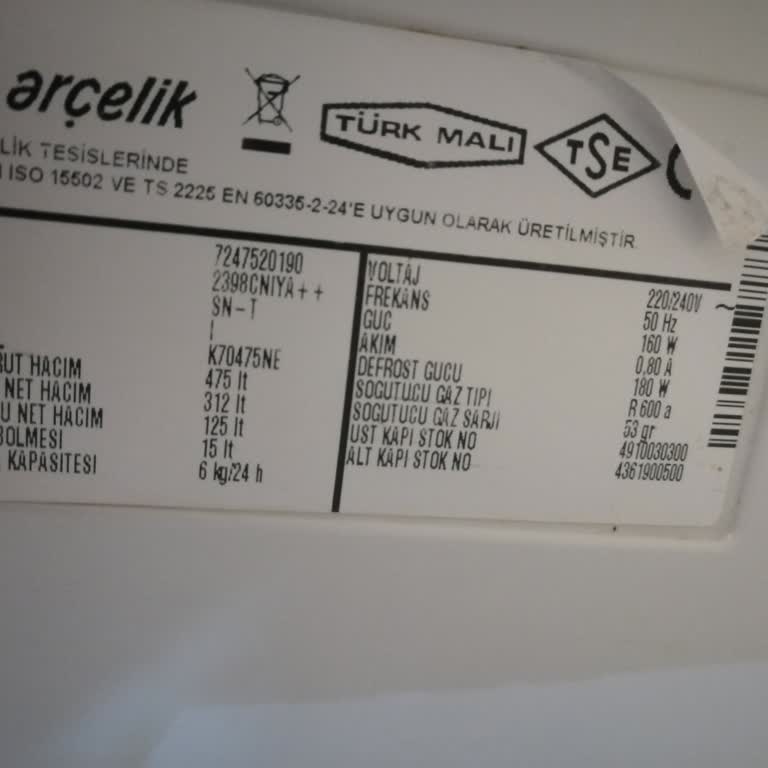 arçelik
TÜRK MALI
TSE
LİK TESİSLERİNDE
ISO 15502 VE TS 2225 EN 60335-2-24'E UYGUN OLARAK ÜRETİLMİŞTİR
7247520190
2398CNIYA++
SN-T
I
K70475NE
RUT HACIM 475 lt
NET HACIM 312 lt
U NET HACIM 125 lt
BOLMESI 15 lt
KAPASITESI 6 kg/24 h
VOLTAJ 220/240V ~
FREKANS 50 Hz
GUC 160 W
AKIM 0,80 A
DEFROST GUCU 180 W
SOGUTUCU GAZ TIPI R 600 a
SOGUTUCU GAZ SARJI 53 gr
UST KAPI STOK NO 4910030300
ALT KAPI STOK NO 4361900500